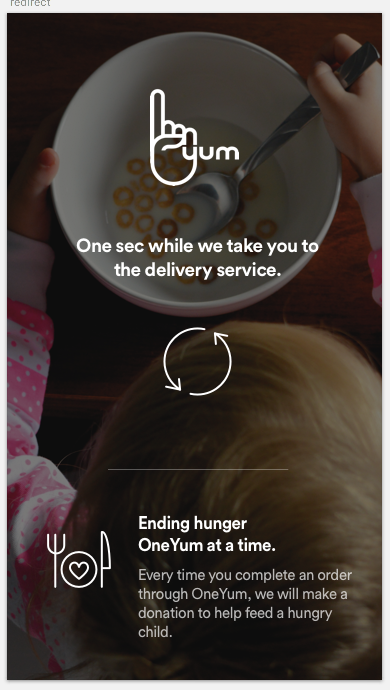 redirect
yum
One sec while we take you to
the delivery service.
Ending hunger
OneYum at a time.
Every time you complete an order
through OneYum, we will make a
donation to help feed a hungry
child.